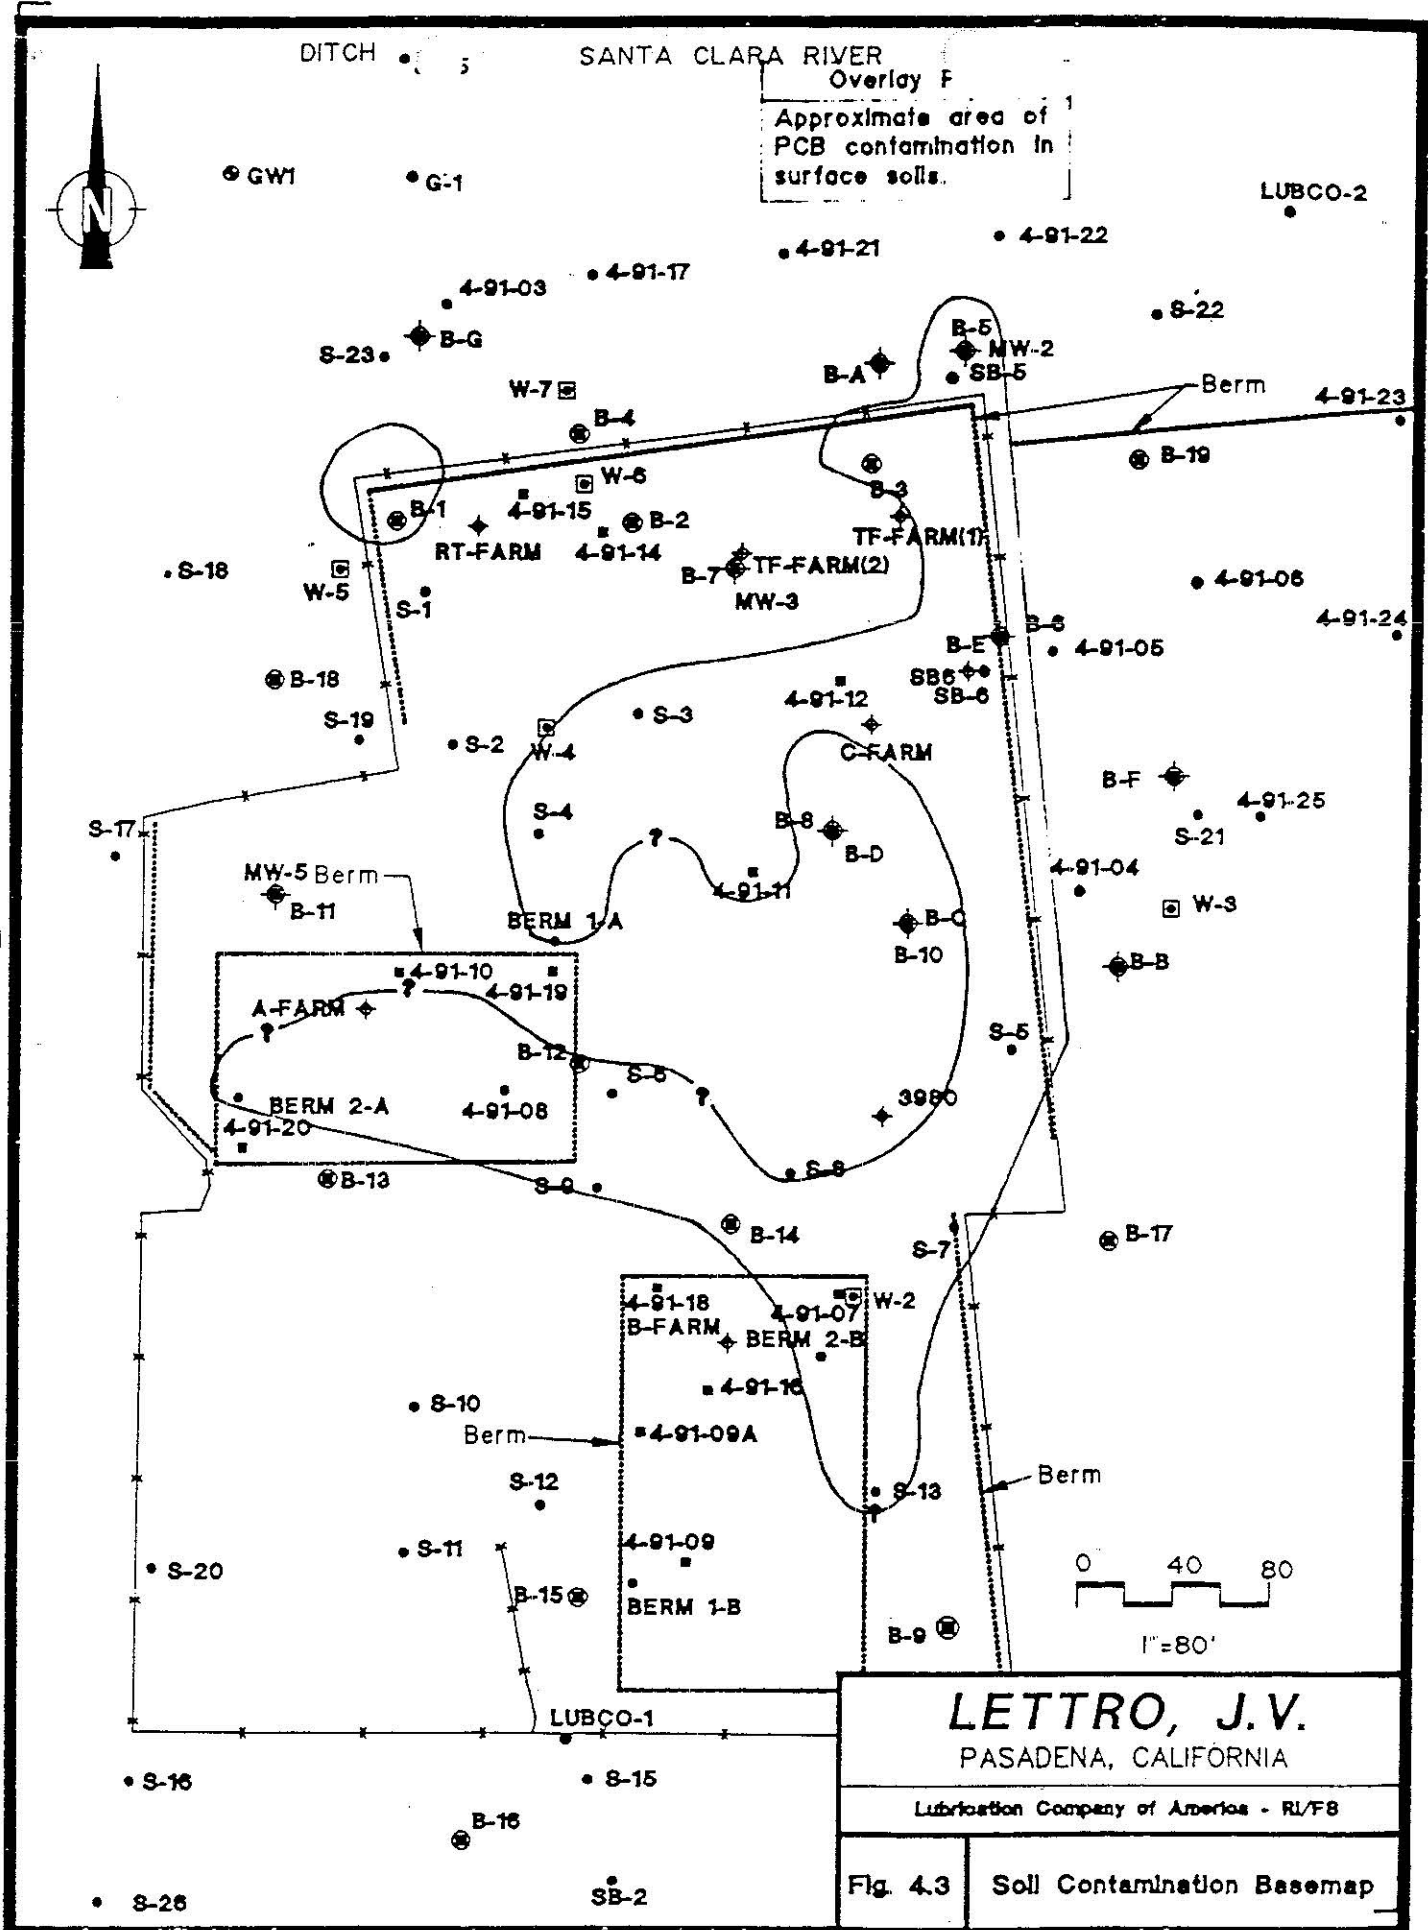 DITCH
SANTA CLARA RIVER
Overlay F
Approximate area of
PCB contamination in
surface soils.
N
GW1
G-1
LUBCO-2
4-91-22
4-91-21
4-91-17
4-91-03
S-22
B-G
S-23
B-5
MW-2
B-A
SB-5
W-7
Berm
4-91-23
B-4
B-19
W-6
B-3
4-91-15
B-1
B-2
RT-FARM
4-91-14
TF-FARM(1)
TF-FARM(2)
B-7
MW-3
S-18
W-5
S-1
4-91-06
4-91-24
B-6
B-E
4-91-05
SB6
SB-6
B-18
4-91-12
S-19
S-3
S-2
W-4
C-FARM
B-F
4-91-25
S-21
S-17
S-4
?
B-8
B-D
4-91-04
MW-5
Berm
4-91-11
W-3
B-11
BERM 1-A
B-C
B-10
B-B
4-91-10
4-91-19
?
A-FARM
?
S-5
B-12
S-6
?
3980
BERM 2-A
4-91-08
4-91-20
S-8
B-13
S-9
B-14
S-7
B-17
4-91-18
4-91-07
W-2
B-FARM
BERM 2-B
4-91-16
S-10
Berm
4-91-09A
S-12
S-13
?
Berm
4-91-09
S-11
S-20
B-15
BERM 1-B
B-9
0 40 80
1"=80'
LUBCO-1
S-16
S-15
B-16
SB-2
S-26
LETTRO, J.V.
PASADENA, CALIFORNIA
Lubrication Company of America - RI/FS
Fig. 4.3
Soil Contamination Basemap